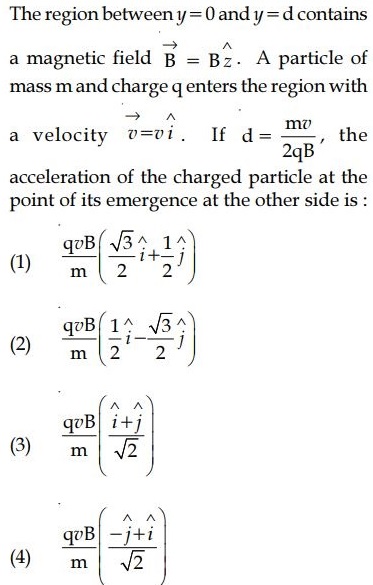 The region between y=0 and y=d contains
a magnetic field $\vec{B} = B\hat{z}$. A particle of
mass m and charge q enters the region with
a velocity $\vec{v}=v\hat{i}$. If $d = \frac{mv}{2qB}$, the
acceleration of the charged particle at the
point of its emergence at the other side is :
(1) $\frac{qvB}{m}\left(\frac{\sqrt{3}}{2}\hat{i}+\frac{1}{2}\hat{j}\right)$
(2) $\frac{qvB}{m}\left(\frac{1}{2}\hat{i}-\frac{\sqrt{3}}{2}\hat{j}\right)$
(3) $\frac{qvB}{m}\left(\frac{\hat{i}+\hat{j}}{\sqrt{2}}\right)$
(4) $\frac{qvB}{m}\left(\frac{-\hat{j}+\hat{i}}{\sqrt{2}}\right)$